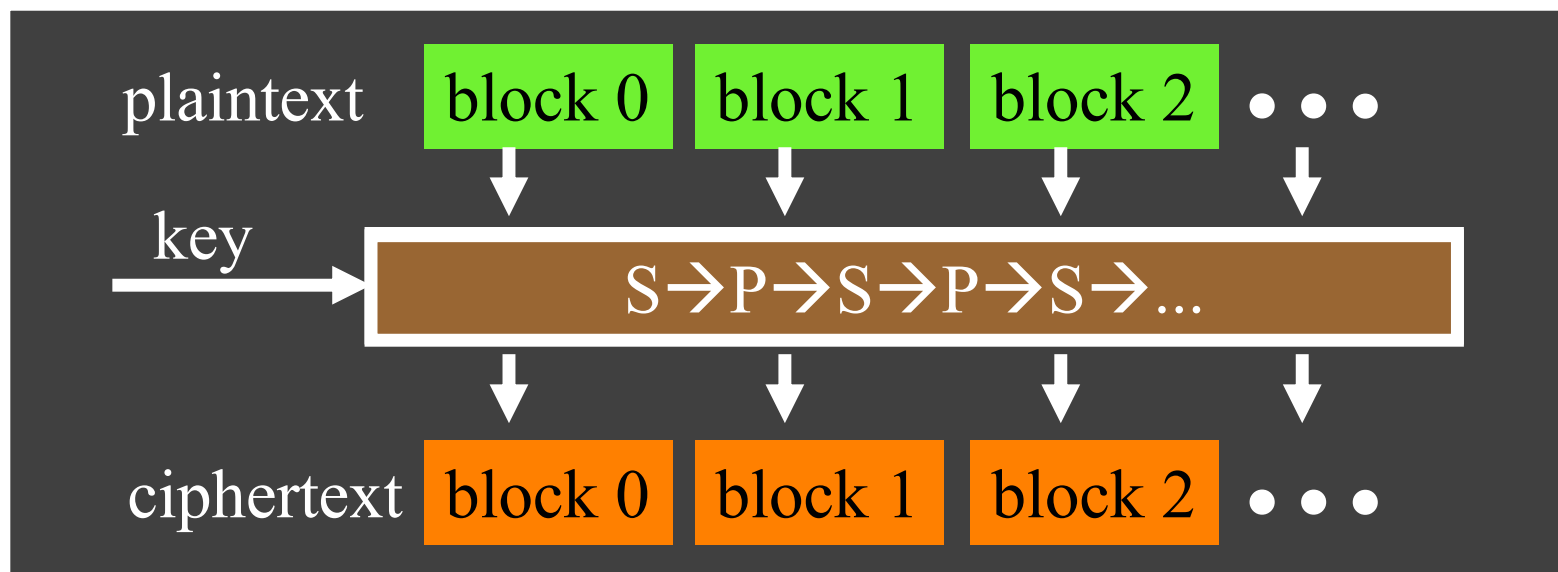 plaintext block 0 block 1 block 2 •••
key
S→P→S→P→S→...
ciphertext block 0 block 1 block 2 •••